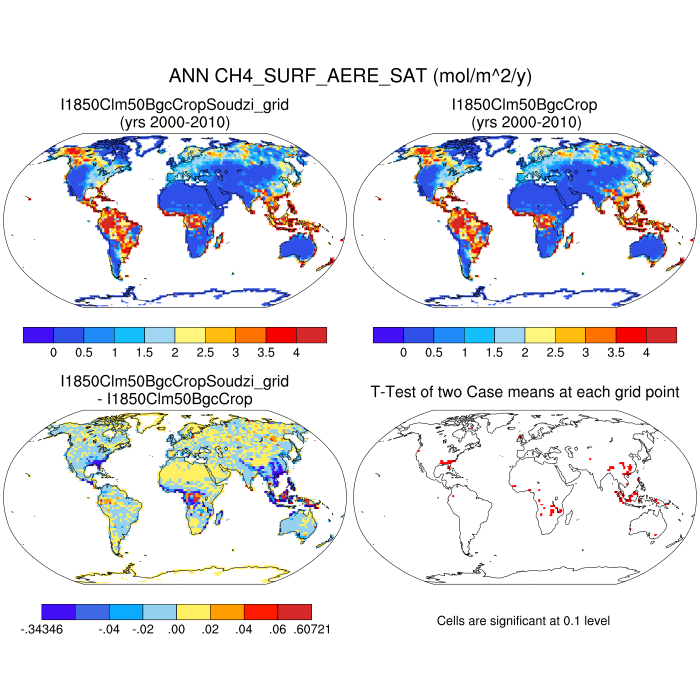 ANN CH4_SURF_AERE_SAT (mol/m^2/y)
I1850Clm50BgcCropSoudzi_grid
(yrs 2000-2010)
I1850Clm50BgcCrop
(yrs 2000-2010)
0 0.5 1 1.5 2 2.5 3 3.5 4
0 0.5 1 1.5 2 2.5 3 3.5 4
I1850Clm50BgcCropSoudzi_grid
- I1850Clm50BgcCrop
T-Test of two Case means at each grid point
-.34346 -.04 -.02 .00 .02 .04 .06 .60721
Cells are significant at 0.1 level